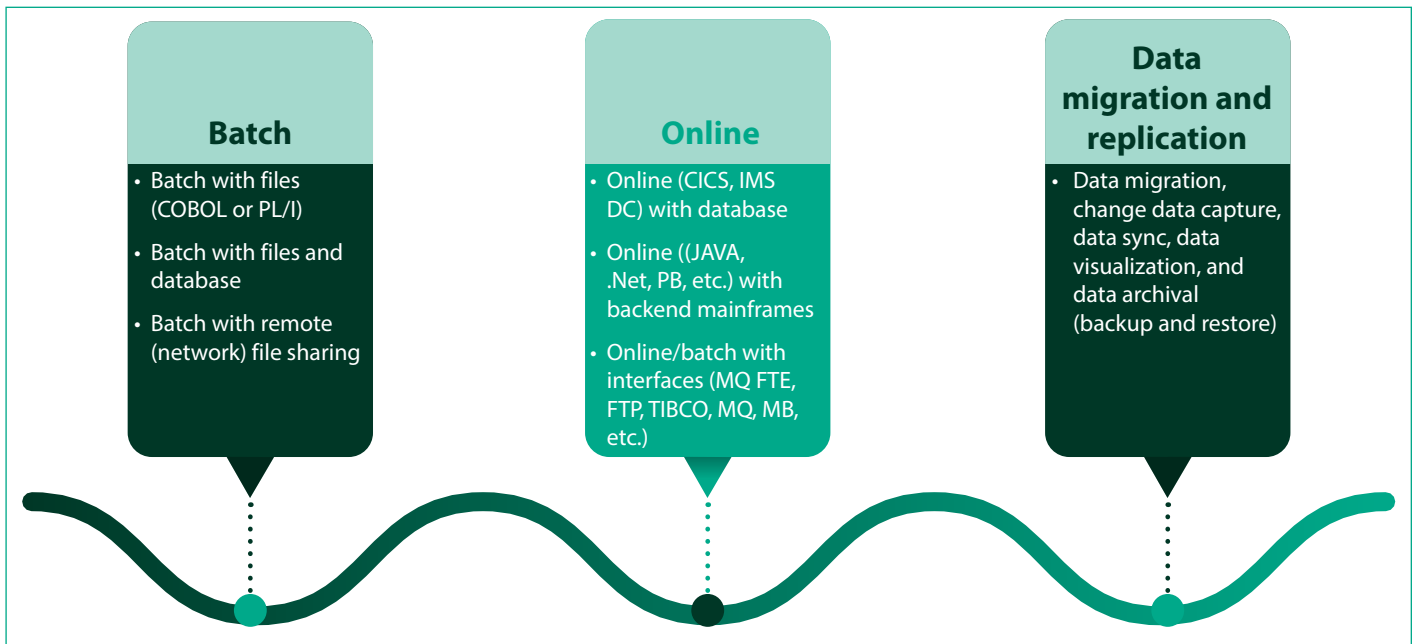 Batch
• Batch with files
(COBOL or PL/I)
• Batch with files and
database
• Batch with remote
(network) file sharing
Online
• Online (CICS, IMS
DC) with database
• Online ((JAVA,
.Net, PB, etc.) with
backend mainframes
• Online/batch with
interfaces (MQ FTE,
FTP, TIBCO, MQ, MB,
etc.)
Data
migration and
replication
• Data migration,
change data capture,
data sync, data
visualization, and
data archival
(backup and restore)